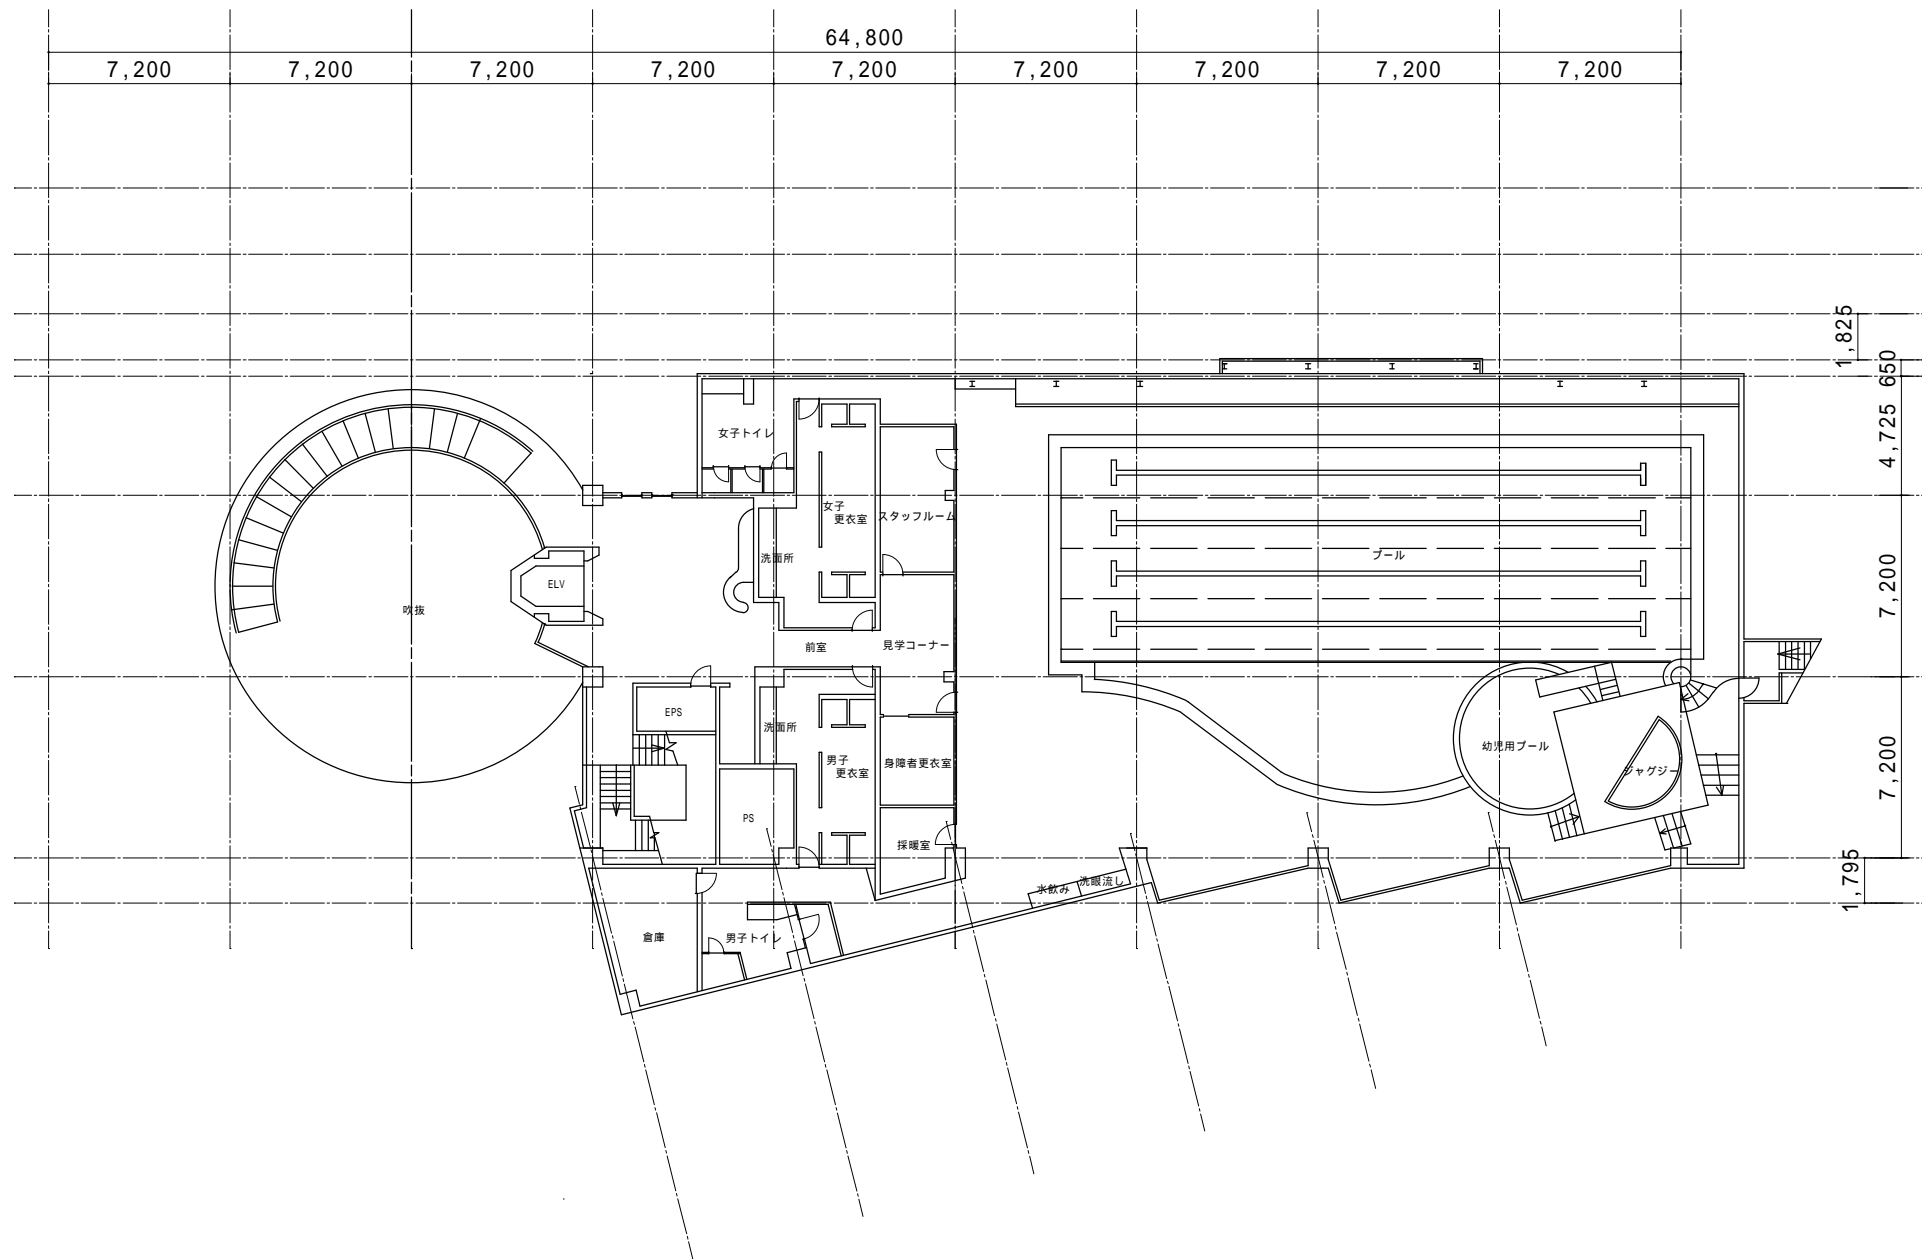 64,800
7,200 7,200 7,200 7,200 7,200 7,200 7,200 7,200 7,200
1,825
650
4,725
7,200
7,200
1,795
女子トイレ
女子
更衣室
スタッフルーム
洗面所
プール
ELV
吹抜
前室
見学コーナー
EPS
洗面所
男子
更衣室
身障者更衣室
幼児用プール
ジャグジー
PS
採暖室
水飲み
洗眼流し
倉庫
男子トイレ